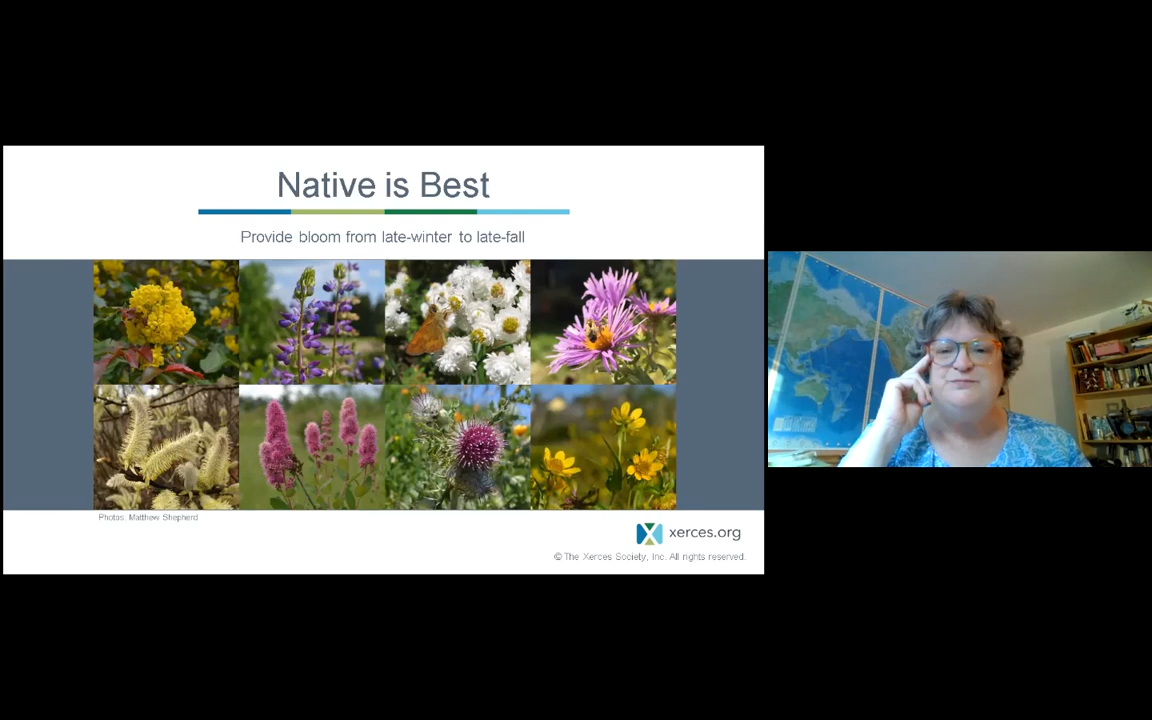 Native is Best
Provide bloom from late-winter to late-fall
Photos: Matthew Shepherd
xerces.org
© The Xerces Society, Inc. All rights reserved.